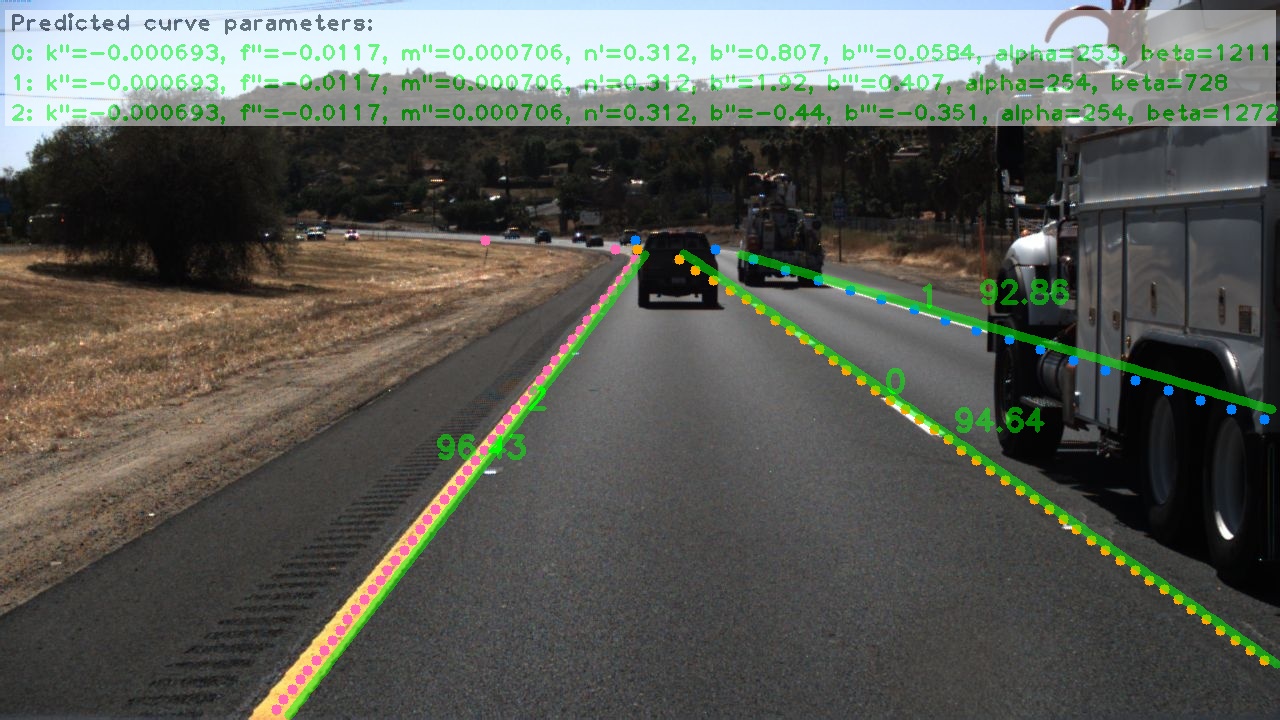 Predicted curve parameters:
0: k''=-0.000693, f''=-0.0117, m''=0.000706, n'=0.312, b''=0.807, b'''=0.0584, alpha=253, beta=1211
1: k''=-0.000693, f''=-0.0117, m''=0.000706, n'=0.312, b''=1.92, b'''=0.407, alpha=254, beta=728
2: k''=-0.000693, f''=-0.0117, m''=0.000706, n'=0.312, b''=-0.44, b'''=-0.351, alpha=254, beta=1272
1 92.86
0
94.64
2
96.43